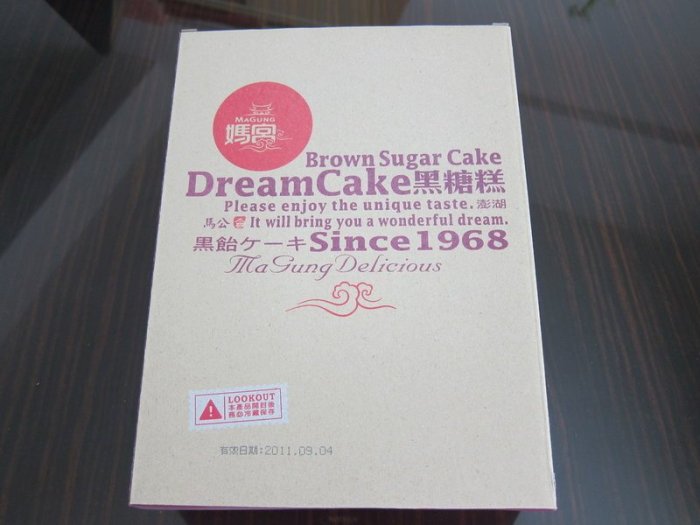 MAGUNG
媽宮
Brown Sugar Cake
DreamCake黑糖糕
Please enjoy the unique taste.澎湖
馬公 It will bring you a wonderful dream.
黒飴ケーキSince1968
MaGung Delicious
LOOKOUT
本產品開封後
務必冷藏保存
有效日期:2011.09.04